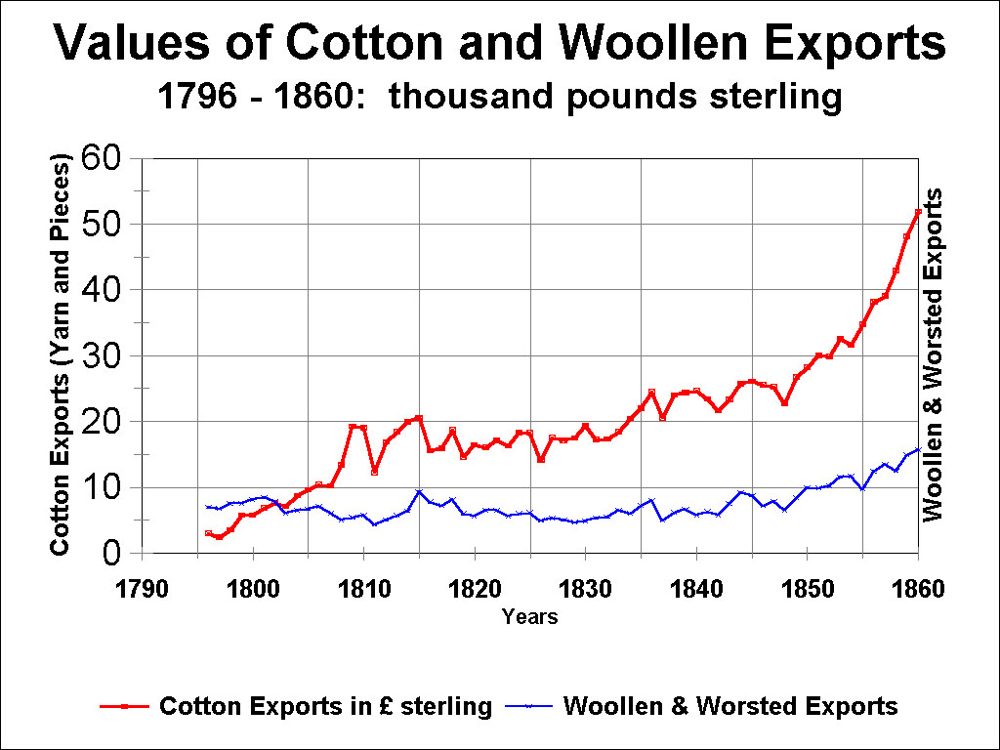 Values of Cotton and Woollen Exports
1796 - 1860: thousand pounds sterling
Cotton Exports (Yarn and Pieces)
60
50
40
30
20
10
0
Woollen & Worsted Exports
1790 1800 1810 1820 1830 1840 1850 1860
Years
Cotton Exports in £ sterling Woollen & Worsted Exports